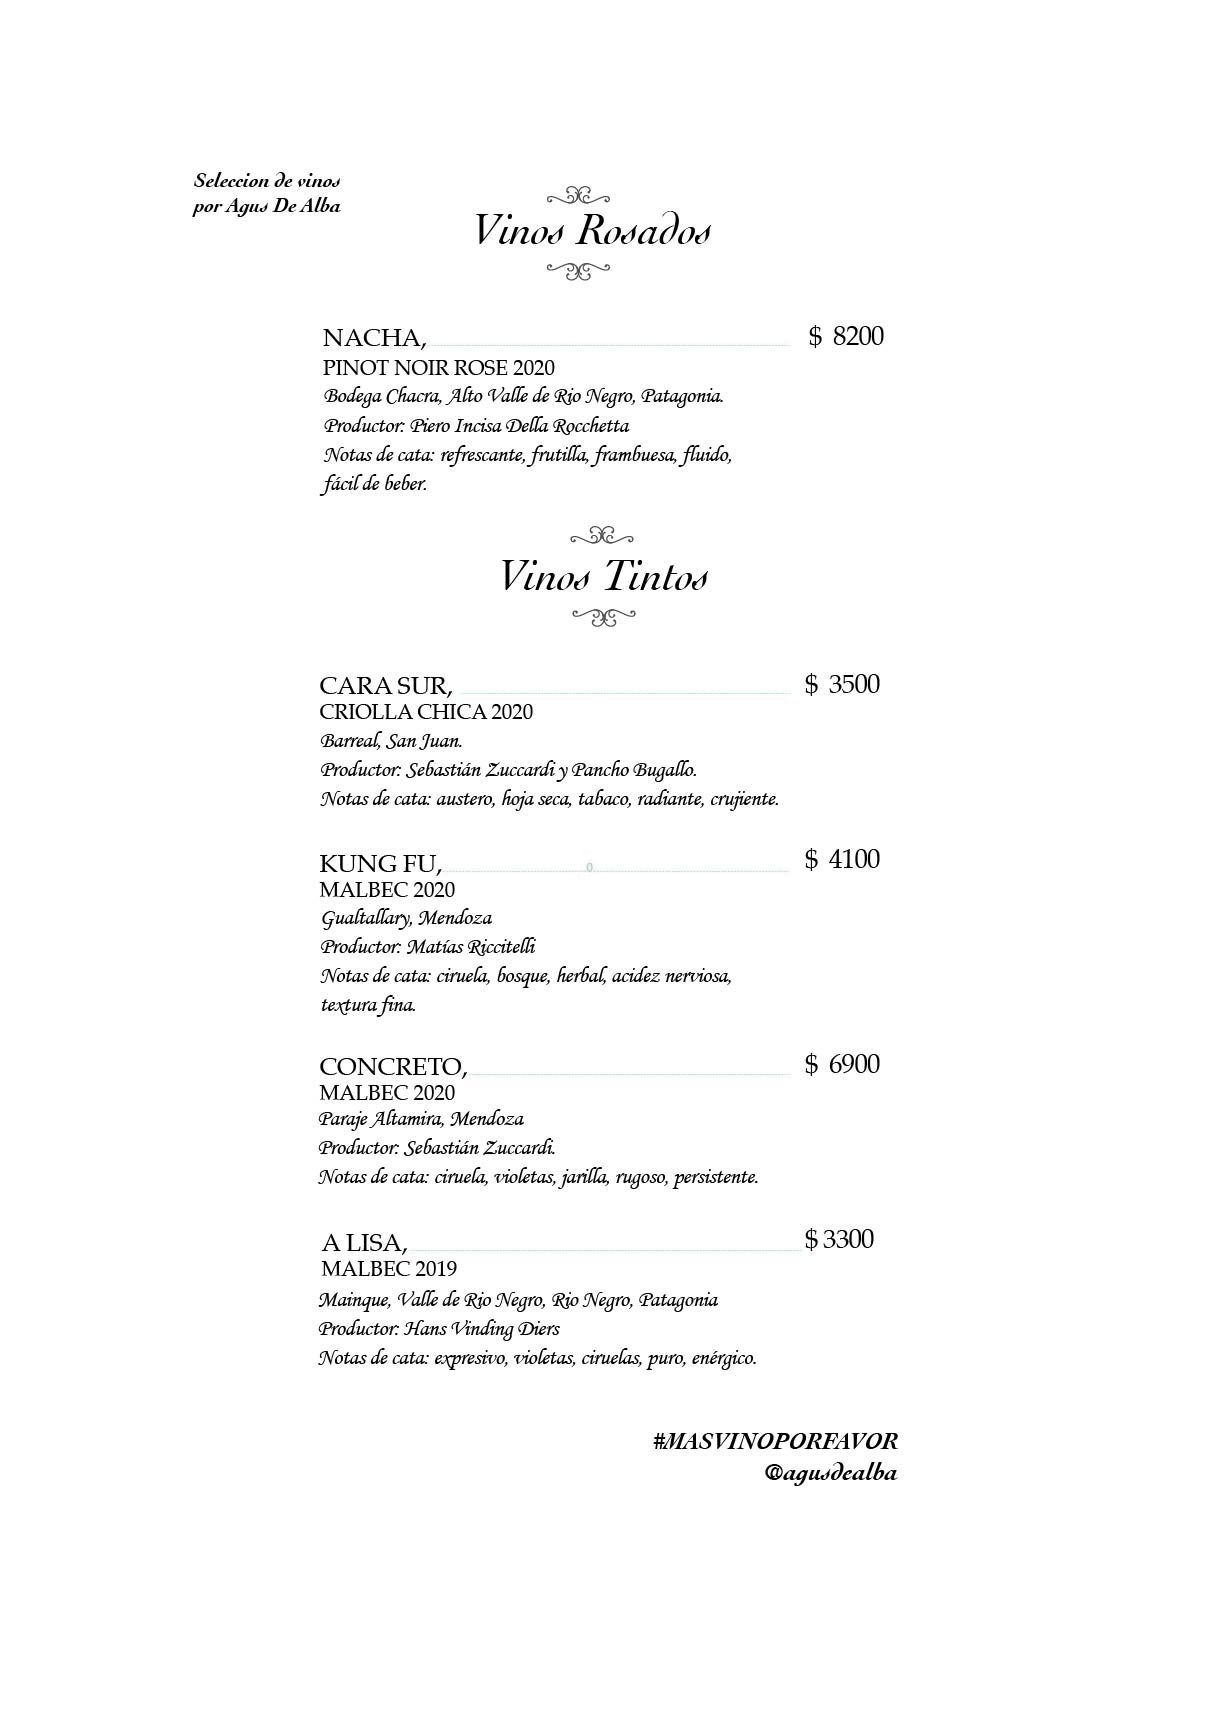 Seleccion de vinos
por Agus De Alba
Vinos Rosados
NACHA, $ 8200
PINOT NOIR ROSE 2020
Bodega Chacra, Alto Valle de Rio Negro, Patagonia.
Productor: Piero Incisa Della Rocchetta
Notas de cata: refrescante, frutilla, frambuesa, fluido,
fácil de beber.
Vinos Tintos
CARA SUR, $ 3500
CRIOLLA CHICA 2020
Barreal, San Juan.
Productor: Sebastián Zuccardi y Pancho Bugallo.
Notas de cata: austero, hoja seca, tabaco, radiante, crujiente.
KUNG FU, 0 $ 4100
MALBEC 2020
Gualtallary, Mendoza
Productor: Matías Riccitelli
Notas de cata: ciruela, bosque, herbal, acidez nerviosa,
textura fina.
CONCRETO, $ 6900
MALBEC 2020
Paraje Altamira, Mendoza
Productor: Sebastián Zuccardi.
Notas de cata: ciruela, violetas, jarilla, rugoso, persistente.
A LISA, $ 3300
MALBEC 2019
Mainque, Valle de Rio Negro, Rio Negro, Patagonia
Productor: Hans Vinding Diers
Notas de cata: expresivo, violetas, ciruelas, puro, enérgico.
#MASVINOPORFAVOR
@agusdealba